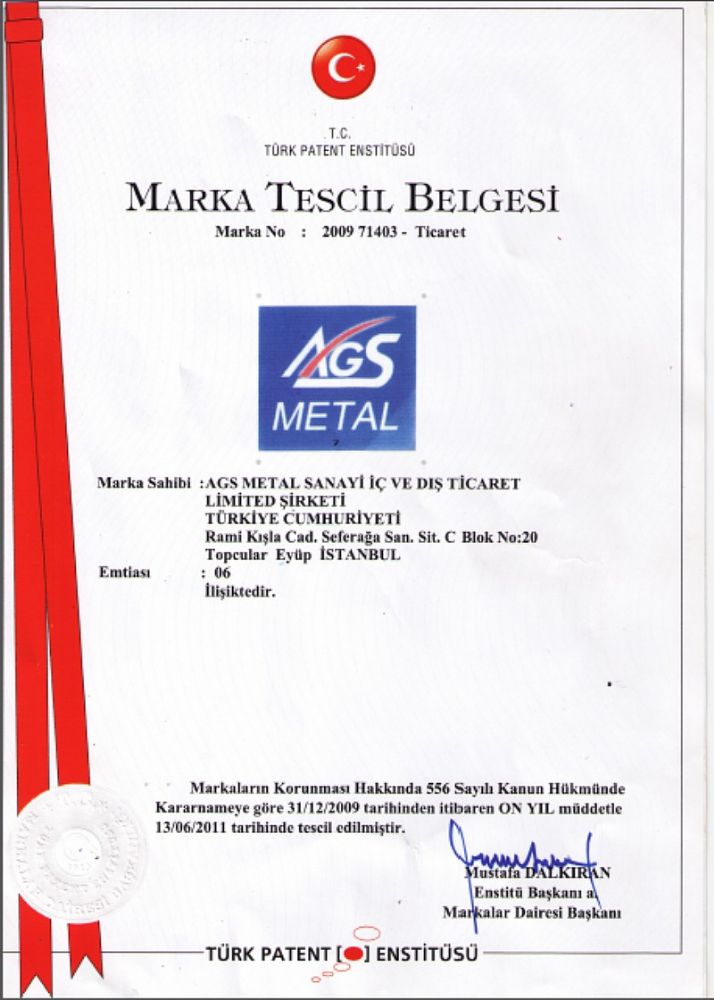 T.C.
TÜRK PATENT ENSTİTÜSÜ
MARKA TESCİL BELGESİ
Marka No : 2009 71403 - Ticaret
AGS
METAL
Marka Sahibi :AGS METAL SANAYİ İÇ VE DIŞ TİCARET
LİMİTED ŞİRKETİ
TÜRKİYE CUMHURİYETİ
Rami Kışla Cad. Seferağa San. Sit. C Blok No:20
Topcular Eyüp İSTANBUL
Emtiası : 06
İlişiktedir.
Markaların Korunması Hakkında 556 Sayılı Kanun Hükmünde
Kararnameye göre 31/12/2009 tarihinden itibaren ON YIL müddetle
13/06/2011 tarihinde tescil edilmiştir.
Mustafa DALKIRAN
Enstitü Başkanı a.
Markalar Dairesi Başkanı
TÜRK PATENT [ ] ENSTİTÜSÜ